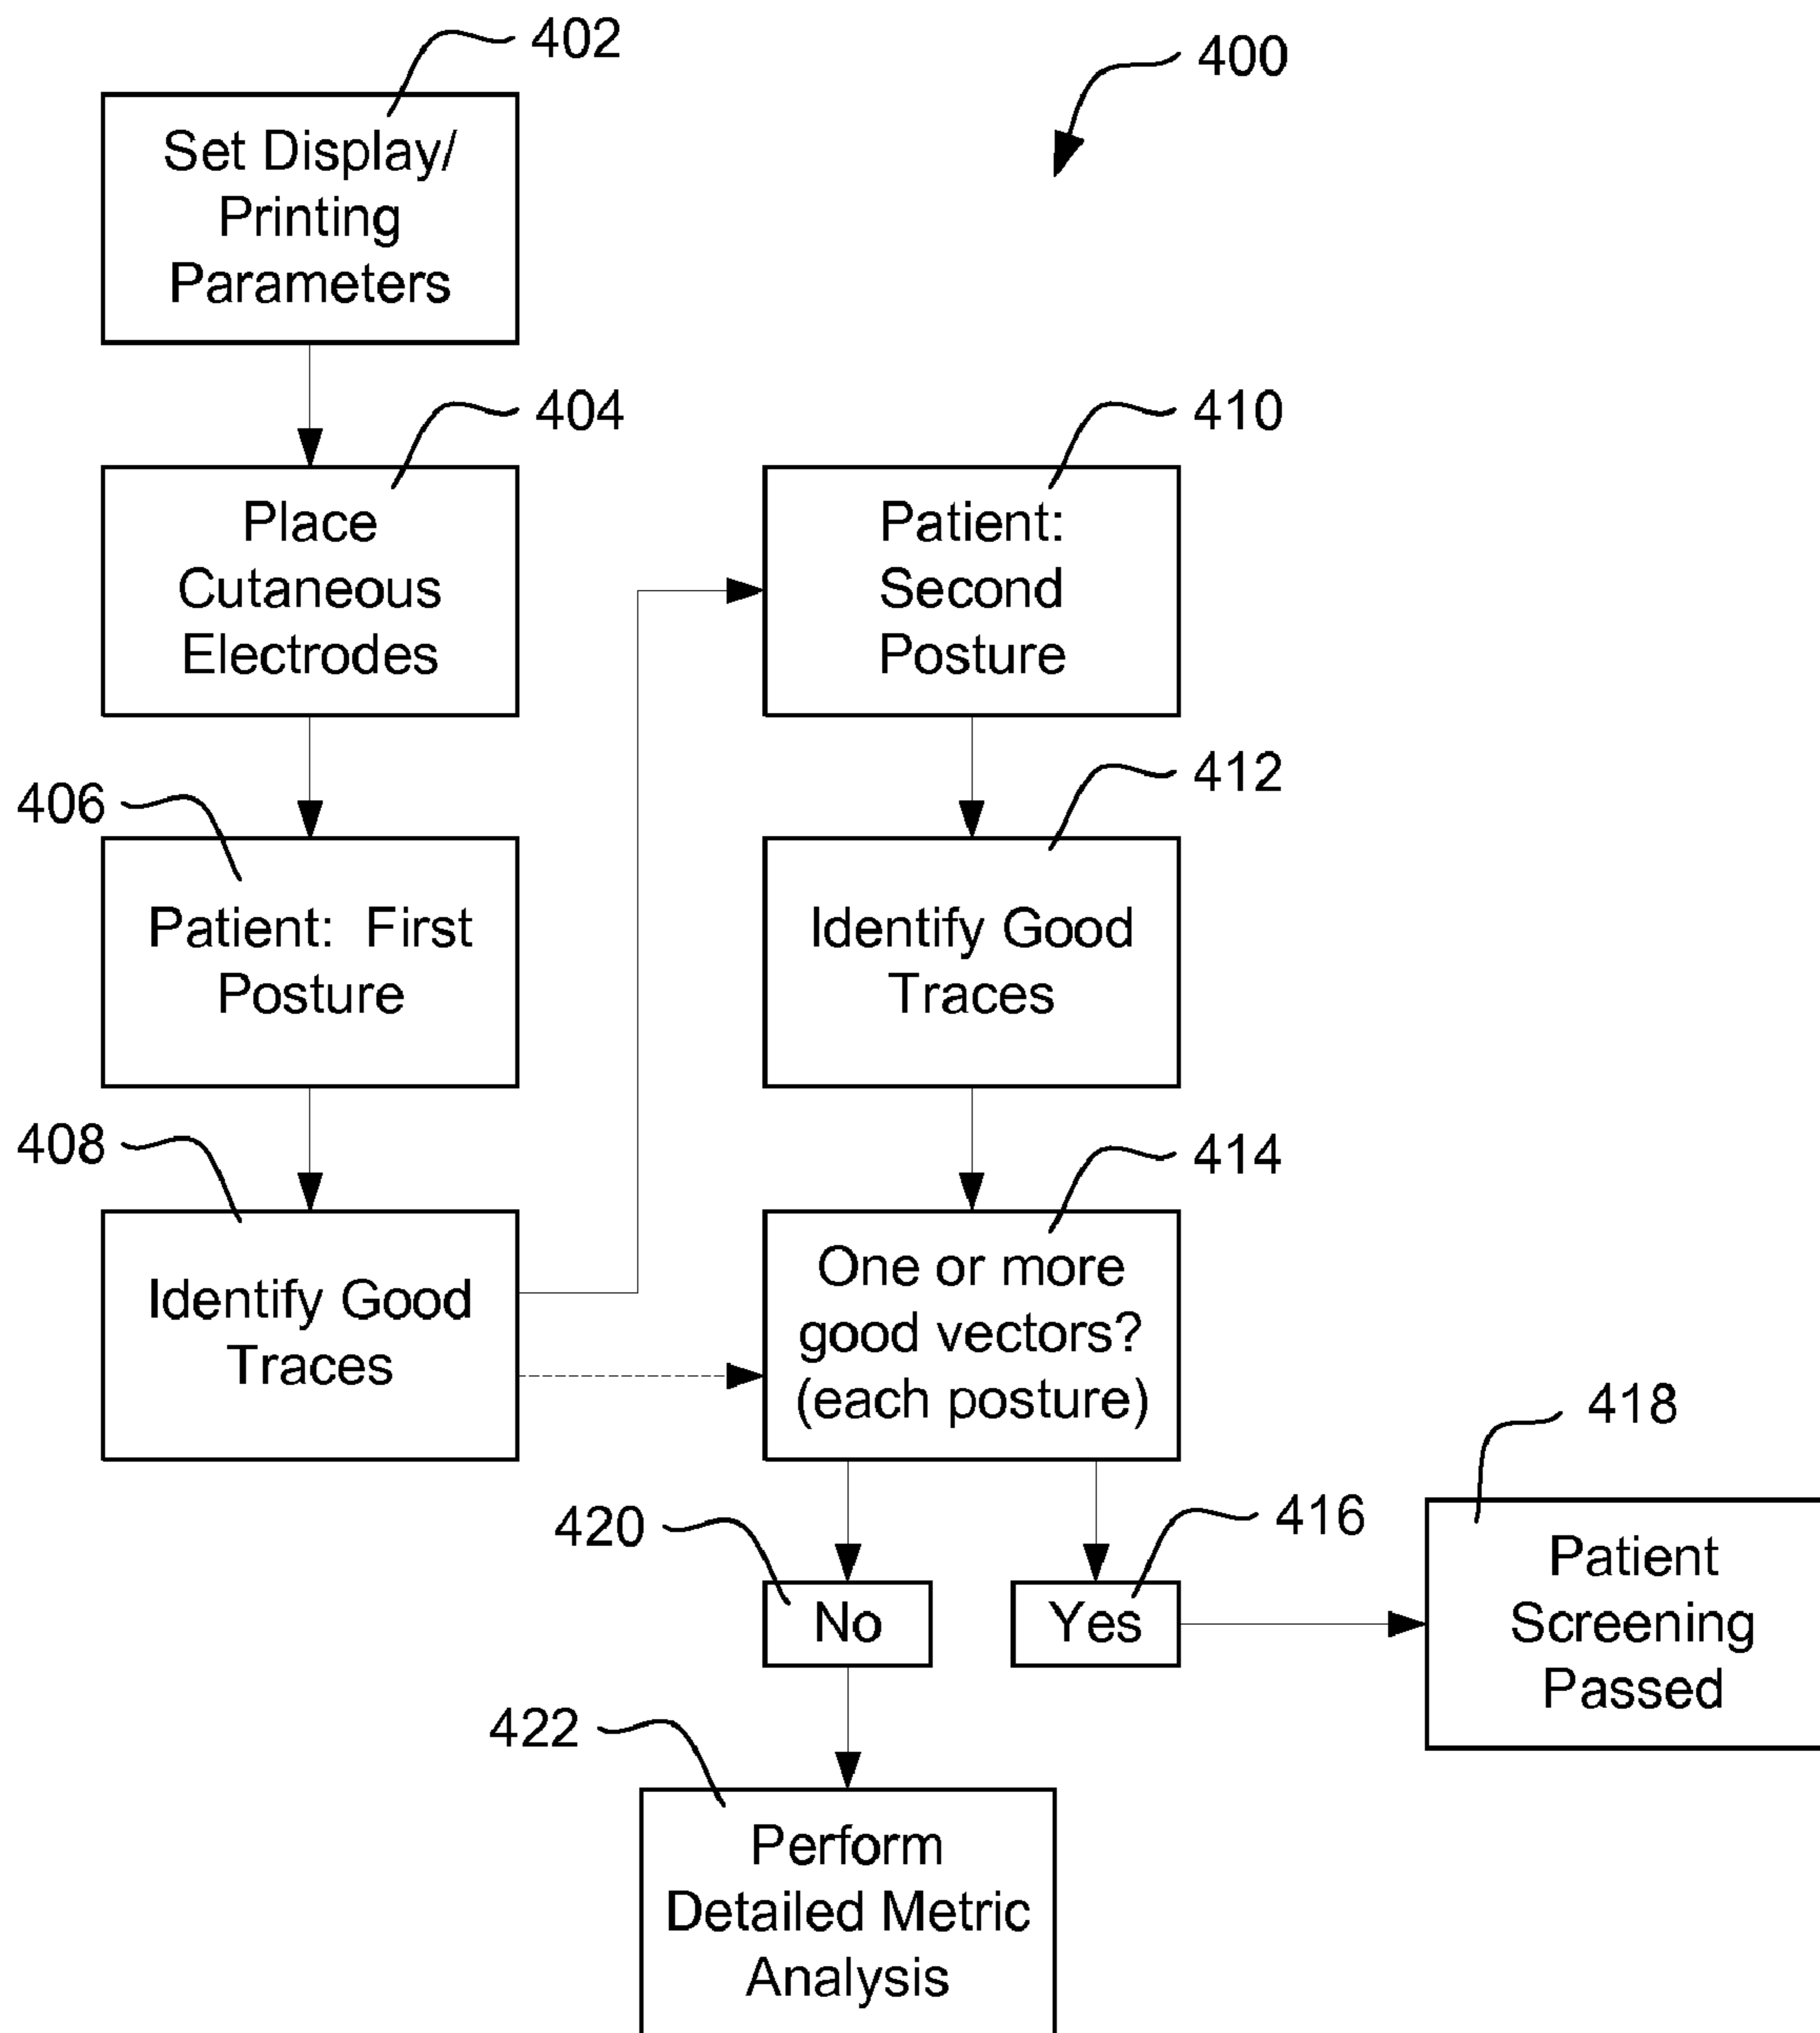 402
400
Set Display/
Printing
Parameters
404
410
Place
Cutaneous
Electrodes
Patient:
Second
Posture
406
412
Patient: First
Posture
Identify Good
Traces
408
414
Identify Good
Traces
One or more
good vectors?
(each posture)
418
420
416
No
Yes
Patient
Screening
Passed
422
Perform
Detailed Metric
Analysis